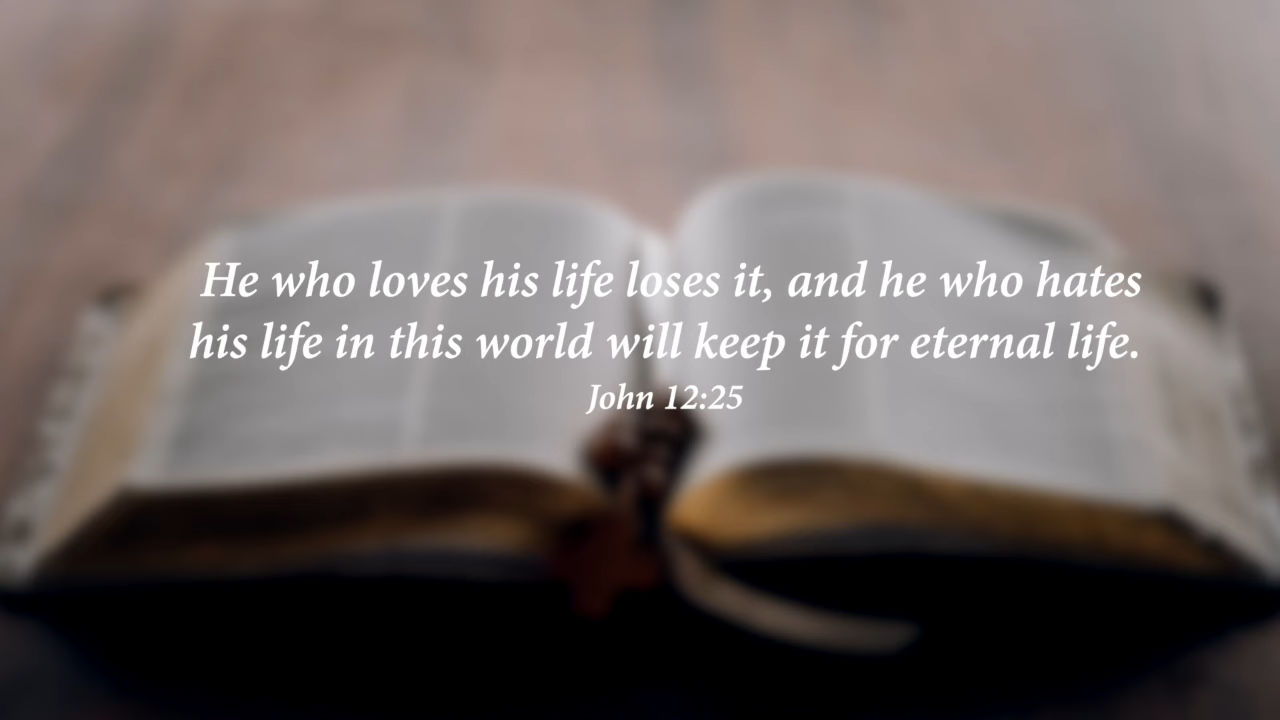 He who loves his life loses it, and he who hates
his life in this world will keep it for eternal life.
John 12:25